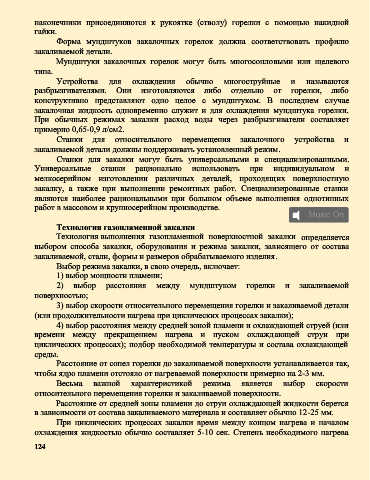 наконечники присоединяются к рукоятке (стволу) горелки с помощью накидной
гайки.
Форма мундштуков закалочных горелок должна соответствовать профилю
закаливаемой детали.
Мундштуки закалочных горелок могут быть многосопловыми или щелевого
типа.
Устройства для охлаждения обычно многоструйные и называются
разбрызгивателями. Они изготовляются либо отдельно от горелки, либо
конструктивно представляют одно целое с мундштуком. В последнем случае
закалочная жидкость одновременно служит и для охлаждения мундштука горелки.
При обычных режимах закалки расход воды через разбрызгиватели составляет
примерно 0,65-0,9 л/см2.
Станки для относительного перемещения закалочного устройства и
закаливаемой детали должны поддерживать установленный режим.
Станки для закалки могут быть универсальными и специализированными.
Универсальные станки рационально использовать при индивидуальном и
мелкосерийном изготовлении различных деталей, проходящих поверхностную
закалку, а также при выполнении ремонтных работ. Специализированные станки
являются наиболее рациональными при большом объеме выполнения однотипных
работ в массовом и крупносерийном производстве.
Music On
Технология газопламенной закалки
Технология выполнения газопламенной поверхностной закалки определяется
выбором способа закалки, оборудования и режима закалки, зависящего от состава
закаливаемой, стали, формы и размеров обрабатываемого изделия.
Выбор режима закалки, в свою очередь, включает:
1) выбор мощности пламени;
2) выбор расстояния между мундштуком горелки и закаливаемой
поверхностью;
3) выбор скорости относительного перемещения горелки и закаливаемой детали
(или продолжительности нагрева при циклических процессах закалки);
4) выбор расстояния между средней зоной пламени и охлаждающей струей (или
времени между прекращением нагрева и пуском охлаждающей струи при
циклических процессах); подбор необходимой температуры и состава охлаждающей
среды.
Расстояние от сопел горелки до закаливаемой поверхности устанавливается так,
чтобы ядро пламени отстояло от нагреваемой поверхности примерно на 2-3 мм.
Весьма важной характеристикой режима является выбор скорости
относительного перемещения горелки и закаливаемой поверхности.
Расстояние от средней зоны пламени до струи охлаждающей жидкости берется
в зависимости от состава закаливаемого материала и составляет обычно 12-25 мм.
При циклических процессах закалки время между концом нагрева и началом
охлаждения жидкостью обычно составляет 5-10 сек. Степень необходимого нагрева
124